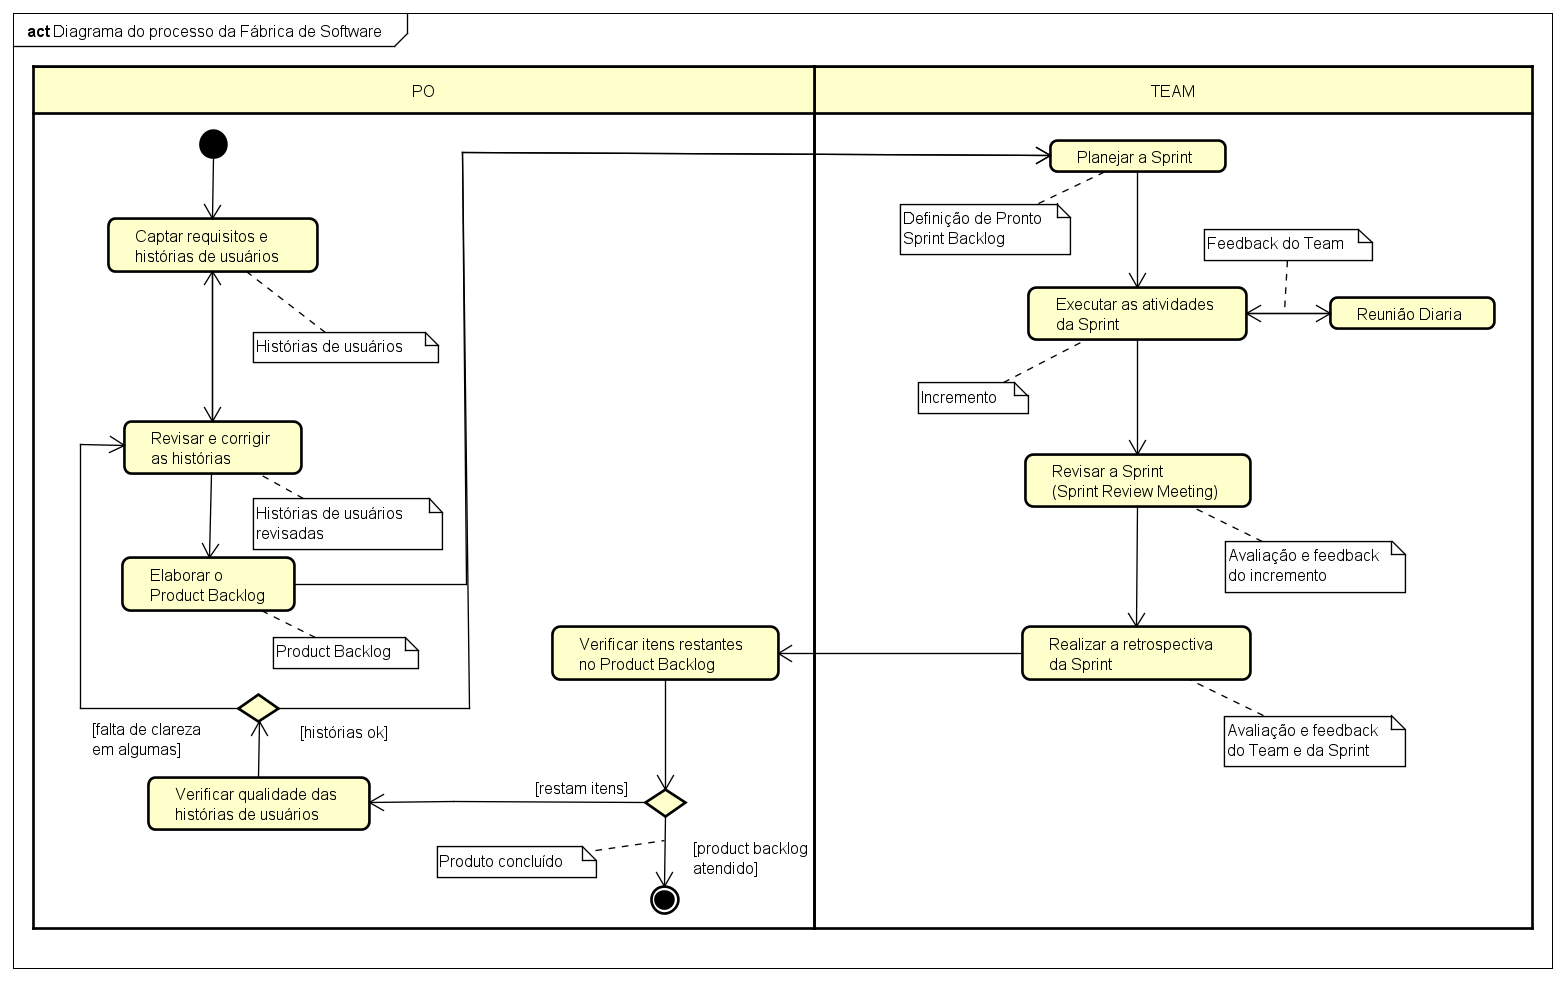 act Diagrama do processo da Fábrica de Software
PO
TEAM
Captar requisitos e
histórias de usuários
Histórias de usuários
Revisar e corrigir
as histórias
Histórias de usuários
revisadas
Elaborar o
Product Backlog
Product Backlog
[falta de clareza
em algumas]
[histórias ok]
Verificar qualidade das
histórias de usuários
Verificar itens restantes
no Product Backlog
[restam itens]
Produto concluído
[product backlog
atendido]
Planejar a Sprint
Definição de Pronto
Sprint Backlog
Feedback do Team
Executar as atividades
da Sprint
Reunião Diaria
Incremento
Revisar a Sprint
(Sprint Review Meeting)
Avaliação e feedback
do incremento
Realizar a retrospectiva
da Sprint
Avaliação e feedback
do Team e da Sprint